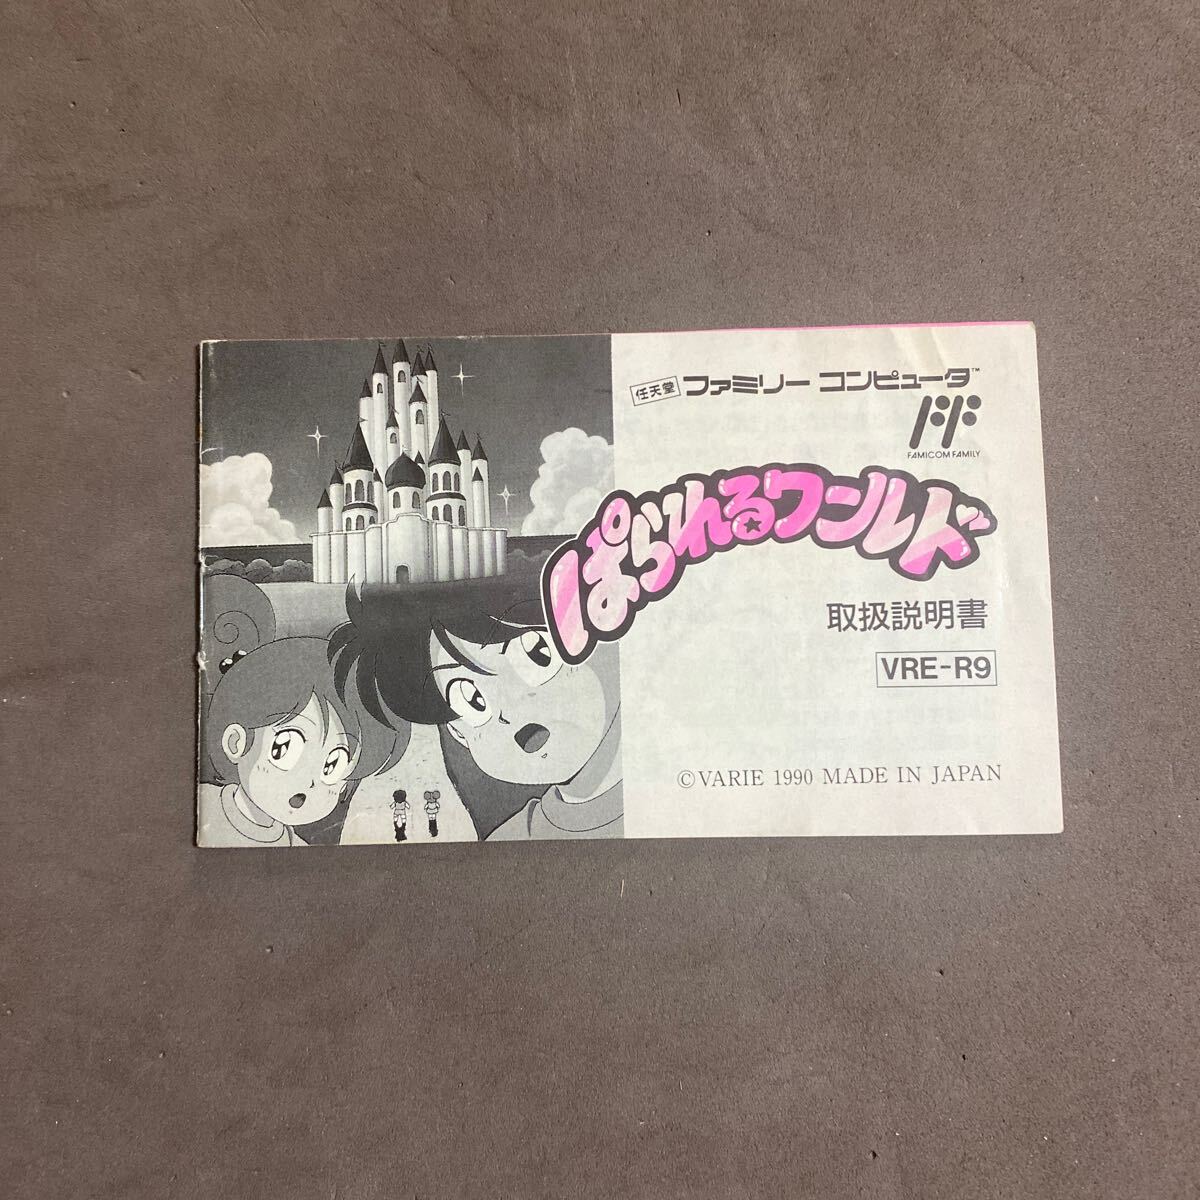 任天堂 ファミリー コンピュータ™
FAMICOM FAMILY
ぱられるワールド
取扱説明書
VRE-R9
©VARIE 1990 MADE IN JAPAN